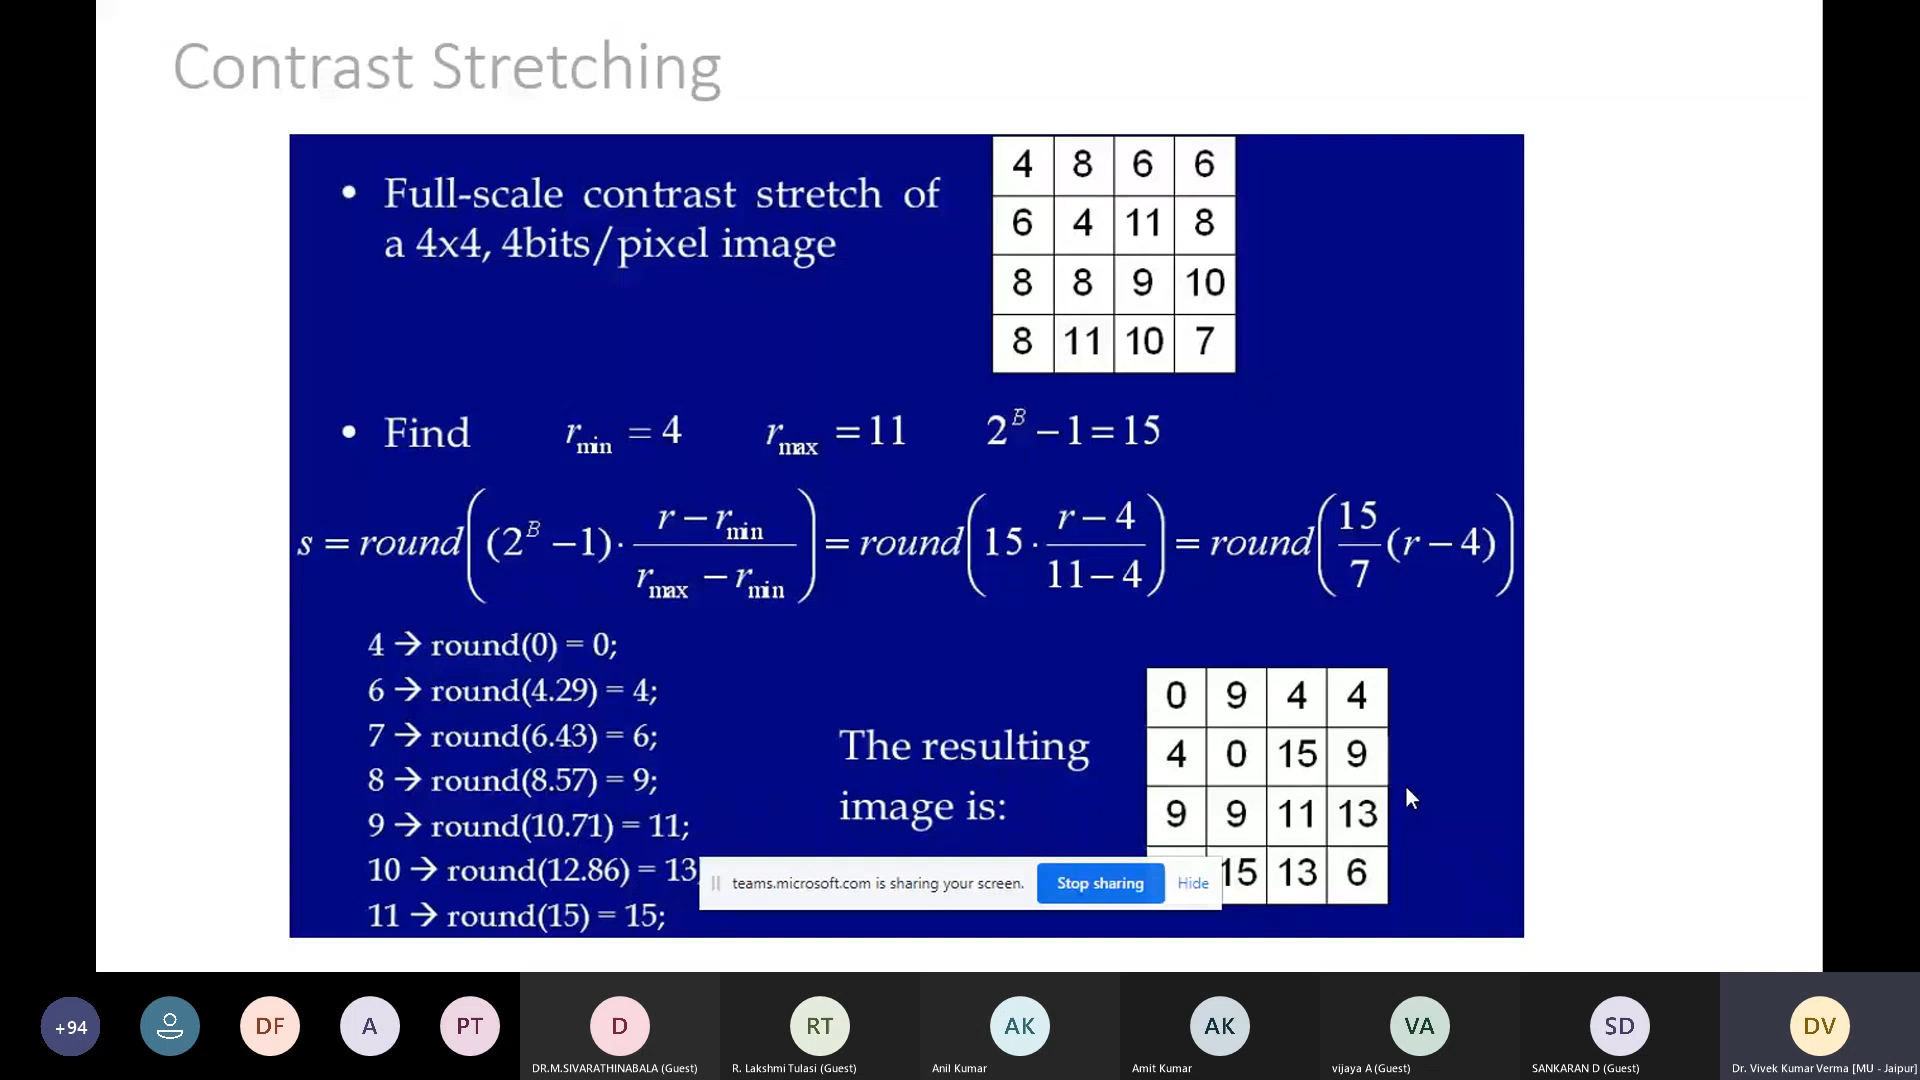 Contrast Stretching
• Full-scale contrast stretch of
a 4x4, 4bits/pixel image
4 8 6 6
6 4 11 8
8 8 9 10
8 11 10 7
• Find r_min = 4 r_max = 11 2^B − 1 = 15
s = round((2^B − 1) · (r − r_min)/(r_max − r_min)) = round(15 · (r − 4)/(11 − 4)) = round(15/7 (r − 4))
4 → round(0) = 0;
6 → round(4.29) = 4;
7 → round(6.43) = 6;
8 → round(8.57) = 9;
9 → round(10.71) = 11;
10 → round(12.86) = 13
11 → round(15) = 15;
The resulting
image is:
0 9 4 4
4 0 15 9
9 9 11 13
15 13 6
teams.microsoft.com is sharing your screen. Stop sharing Hide
+94 DF A PT D RT AK AK VA SD DV
DR.M.SIVARATHINABALA (Guest) R. Lakshmi Tulasi (Guest) Anil Kumar Amit Kumar vijaya A (Guest) SANKARAN D (Guest) Dr. Vivek Kumar Verma [MU - Jaipur]